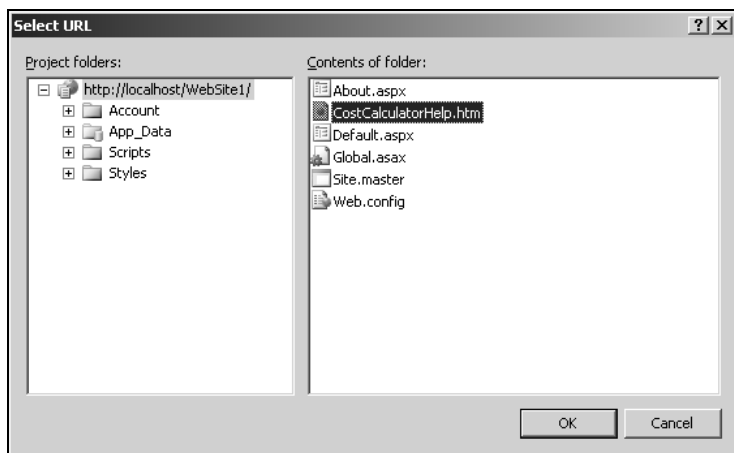 Select URL
Project folders:
http://localhost/WebSite1/
Account
App_Data
Scripts
Styles
Contents of folder:
About.aspx
CostCalculatorHelp.htm
Default.aspx
Global.asax
Site.master
Web.config
OK
Cancel